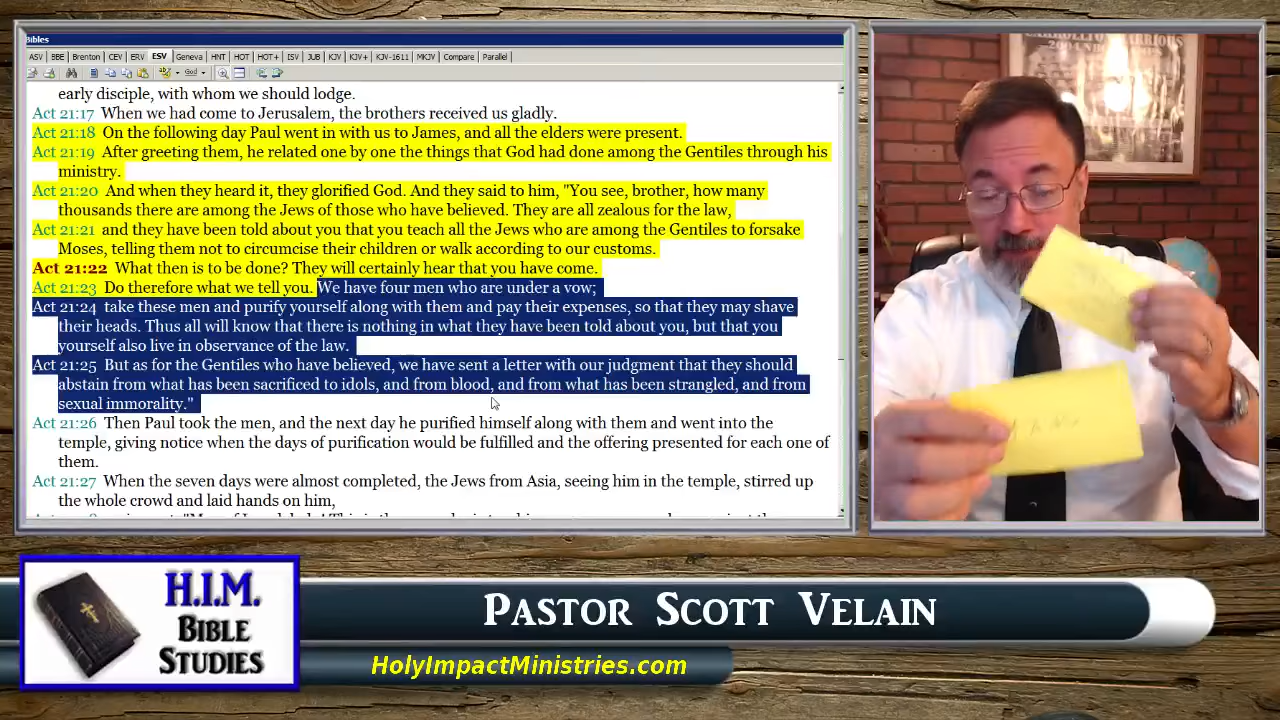 Bibles
ASV BBE Brenton CEV ERV ESV Geneva HNT HOT HOT+ ISV JUB KJV KJV+ KJV-1611 MKJV Compare Parallel
early disciple, with whom we should lodge.
Act 21:17 When we had come to Jerusalem, the brothers received us gladly.
Act 21:18 On the following day Paul went in with us to James, and all the elders were present.
Act 21:19 After greeting them, he related one by one the things that God had done among the Gentiles through his
ministry.
Act 21:20 And when they heard it, they glorified God. And they said to him, "You see, brother, how many
thousands there are among the Jews of those who have believed. They are all zealous for the law,
Act 21:21 and they have been told about you that you teach all the Jews who are among the Gentiles to forsake
Moses, telling them not to circumcise their children or walk according to our customs.
Act 21:22 What then is to be done? They will certainly hear that you have come.
Act 21:23 Do therefore what we tell you. We have four men who are under a vow;
Act 21:24 take these men and purify yourself along with them and pay their expenses, so that they may shave
their heads. Thus all will know that there is nothing in what they have been told about you, but that you
yourself also live in observance of the law.
Act 21:25 But as for the Gentiles who have believed, we have sent a letter with our judgment that they should
abstain from what has been sacrificed to idols, and from blood, and from what has been strangled, and from
sexual immorality."
Act 21:26 Then Paul took the men, and the next day he purified himself along with them and went into the
temple, giving notice when the days of purification would be fulfilled and the offering presented for each one of
them.
Act 21:27 When the seven days were almost completed, the Jews from Asia, seeing him in the temple, stirred up
the whole crowd and laid hands on him,
H.I.M.
BIBLE
STUDIES
PASTOR SCOTT VELAIN
HolyImpactMinistries.com